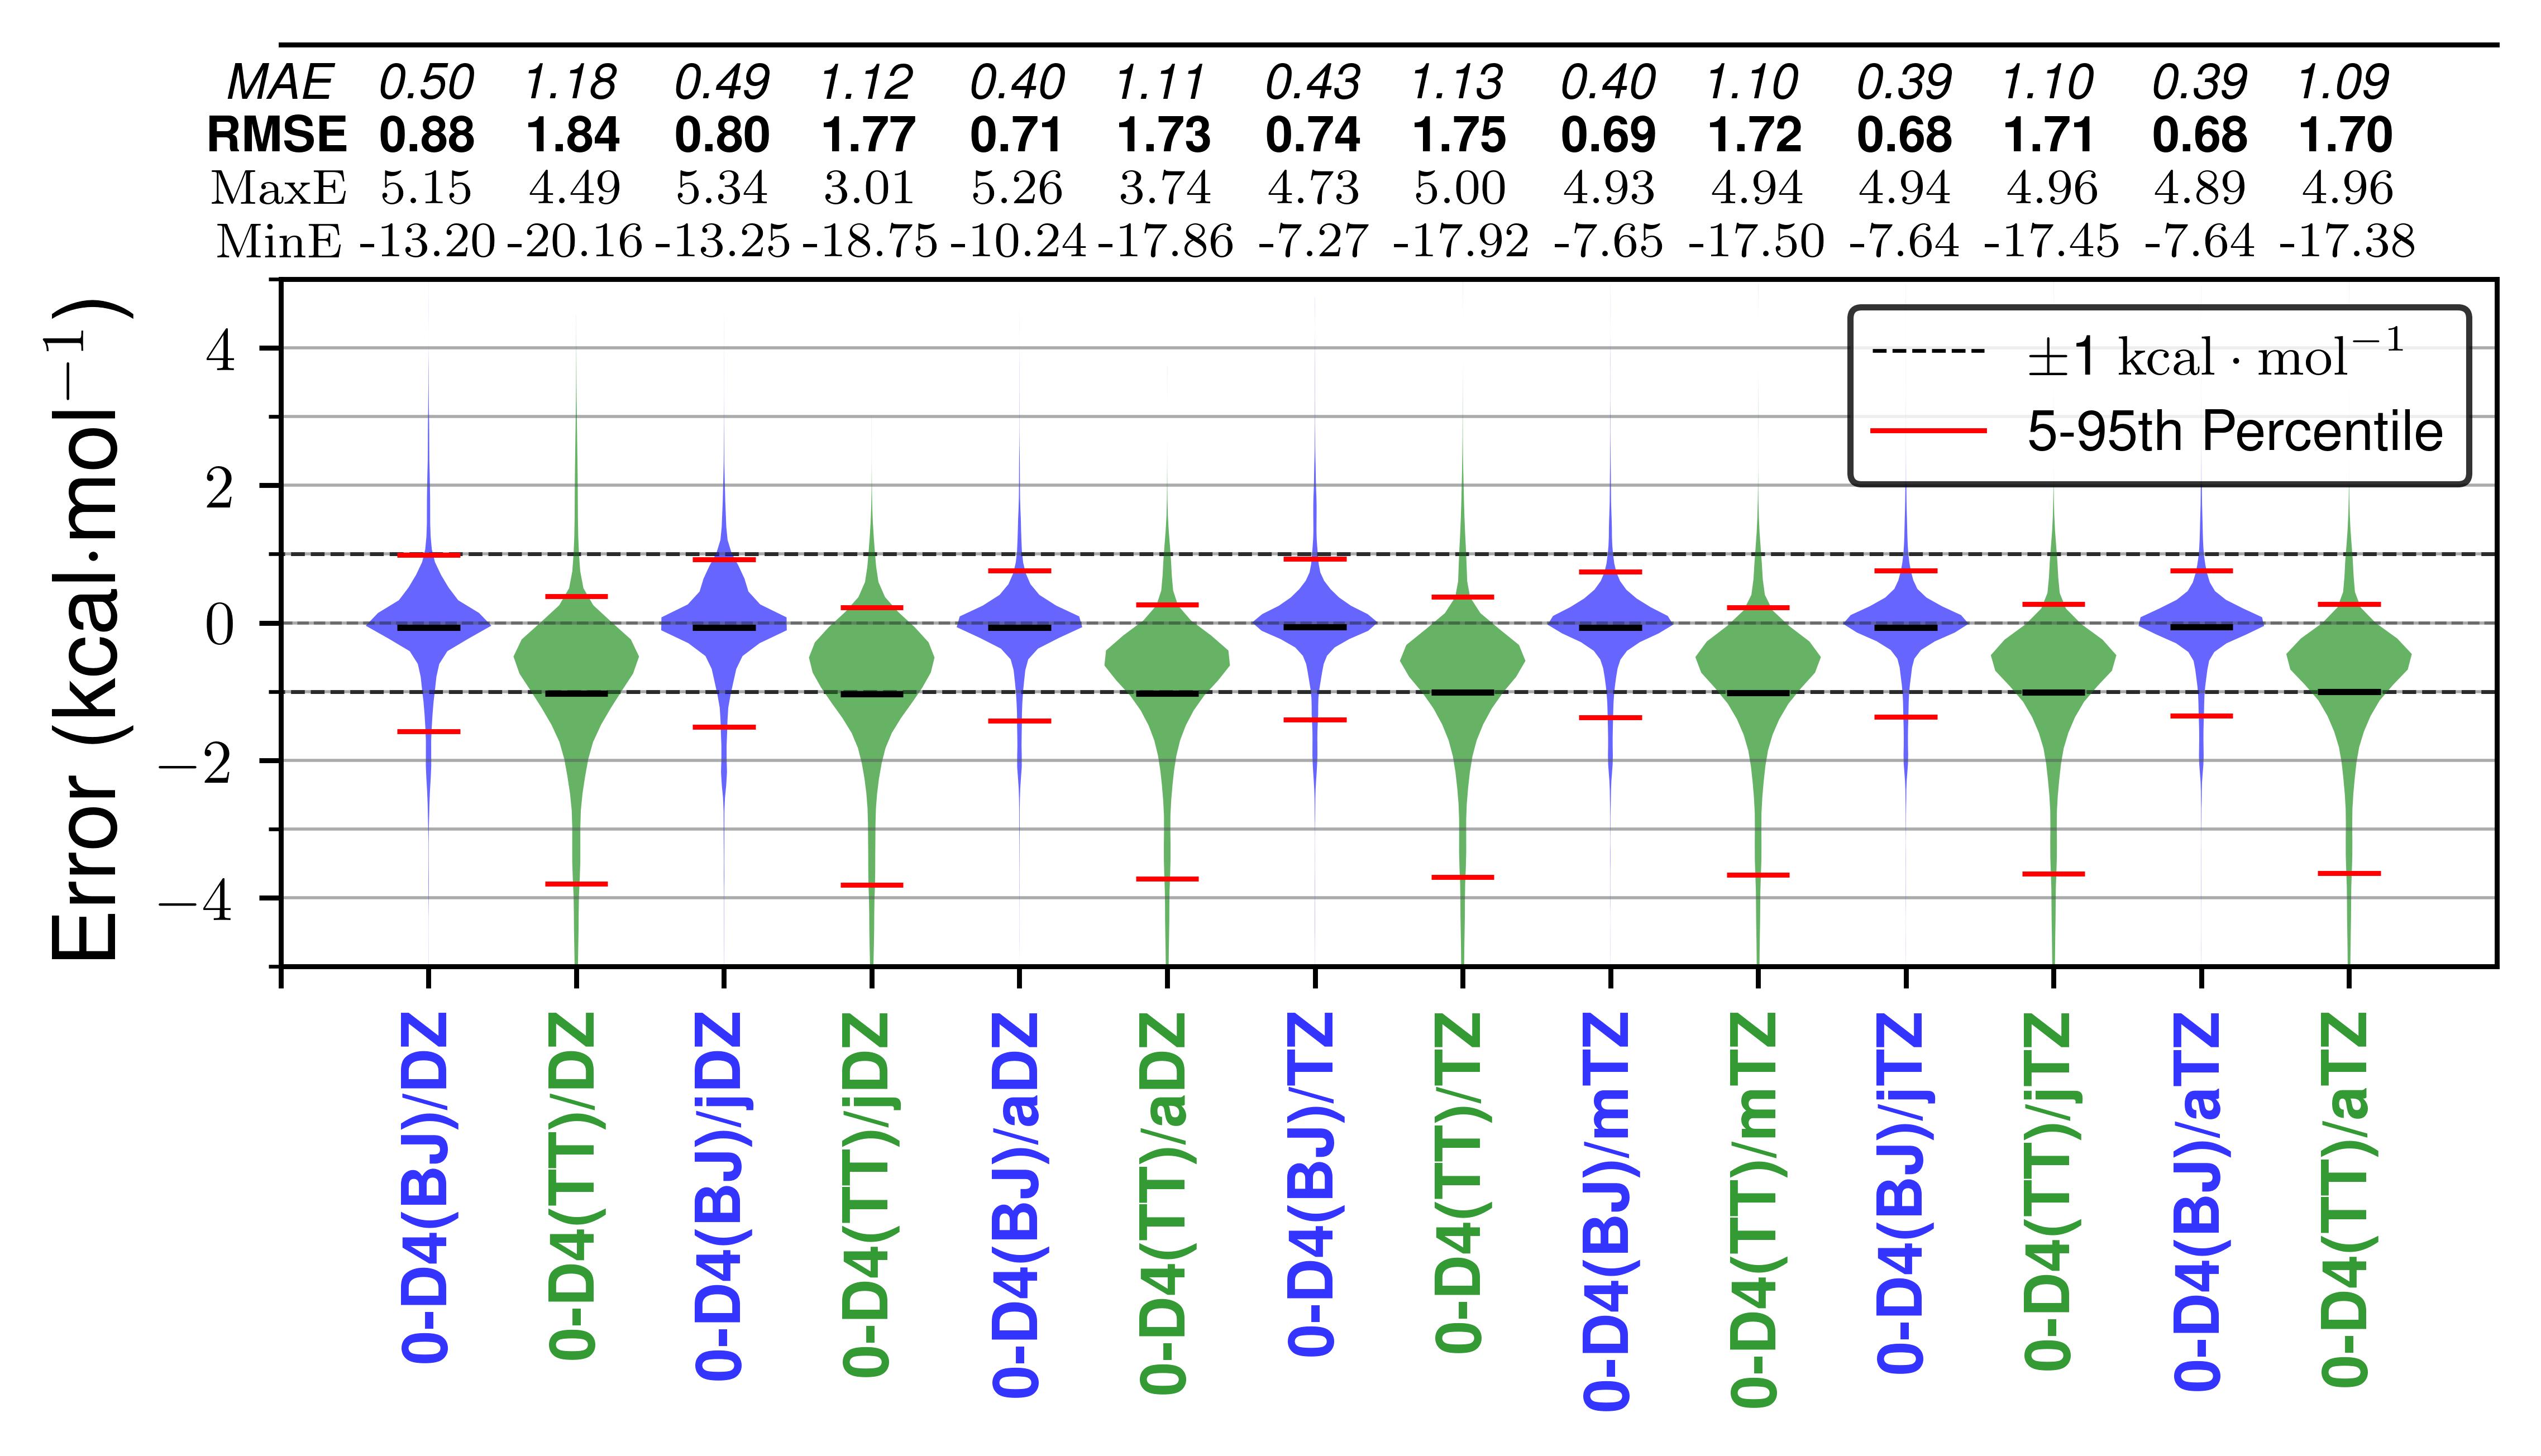 MAE 0.50 1.18 0.49 1.12 0.40 1.11 0.43 1.13 0.40 1.10 0.39 1.10 0.39 1.09
RMSE 0.88 1.84 0.80 1.77 0.71 1.73 0.74 1.75 0.69 1.72 0.68 1.71 0.68 1.70
MaxE 5.15 4.49 5.34 3.01 5.26 3.74 4.73 5.00 4.93 4.94 4.94 4.96 4.89 4.96
MinE -13.20 -20.16 -13.25 -18.75 -10.24 -17.86 -7.27 -17.92 -7.65 -17.50 -7.64 -17.45 -7.64 -17.38
Error (kcal·mol⁻¹)
4
2
0
−2
−4
±1 kcal · mol⁻¹
5-95th Percentile
0-D4(BJ)/DZ
0-D4(TT)/DZ
0-D4(BJ)/jDZ
0-D4(TT)/jDZ
0-D4(BJ)/aDZ
0-D4(TT)/aDZ
0-D4(BJ)/TZ
0-D4(TT)/TZ
0-D4(BJ)/mTZ
0-D4(TT)/mTZ
0-D4(BJ)/jTZ
0-D4(TT)/jTZ
0-D4(BJ)/aTZ
0-D4(TT)/aTZ